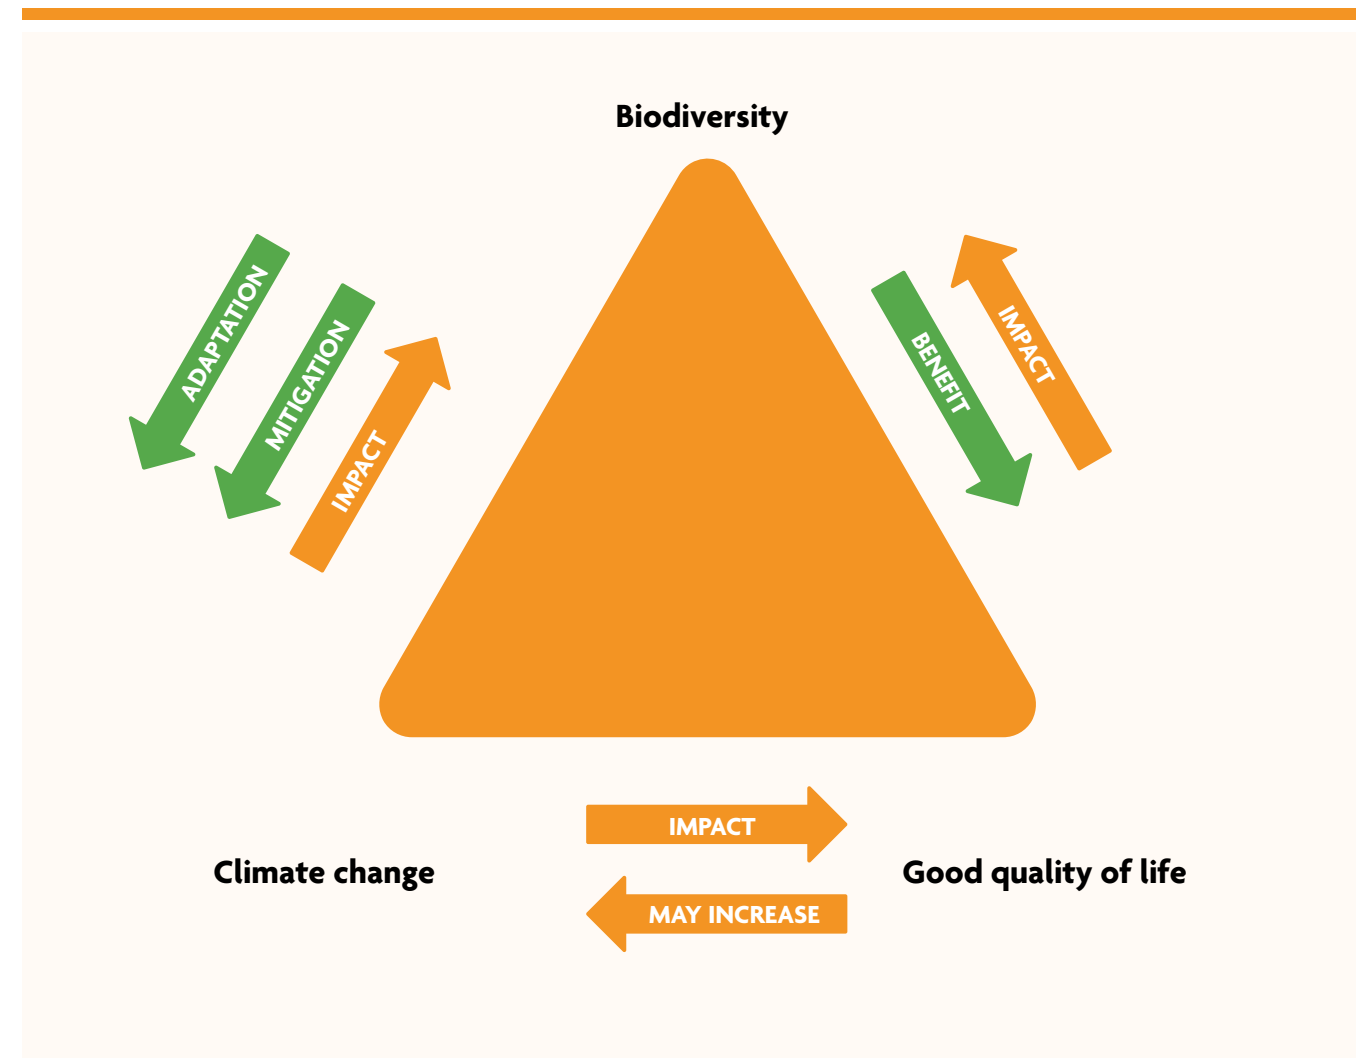 Biodiversity
ADAPTATION
MITIGATION
IMPACT
BENEFIT
IMPACT
IMPACT
Climate change
Good quality of life
MAY INCREASE